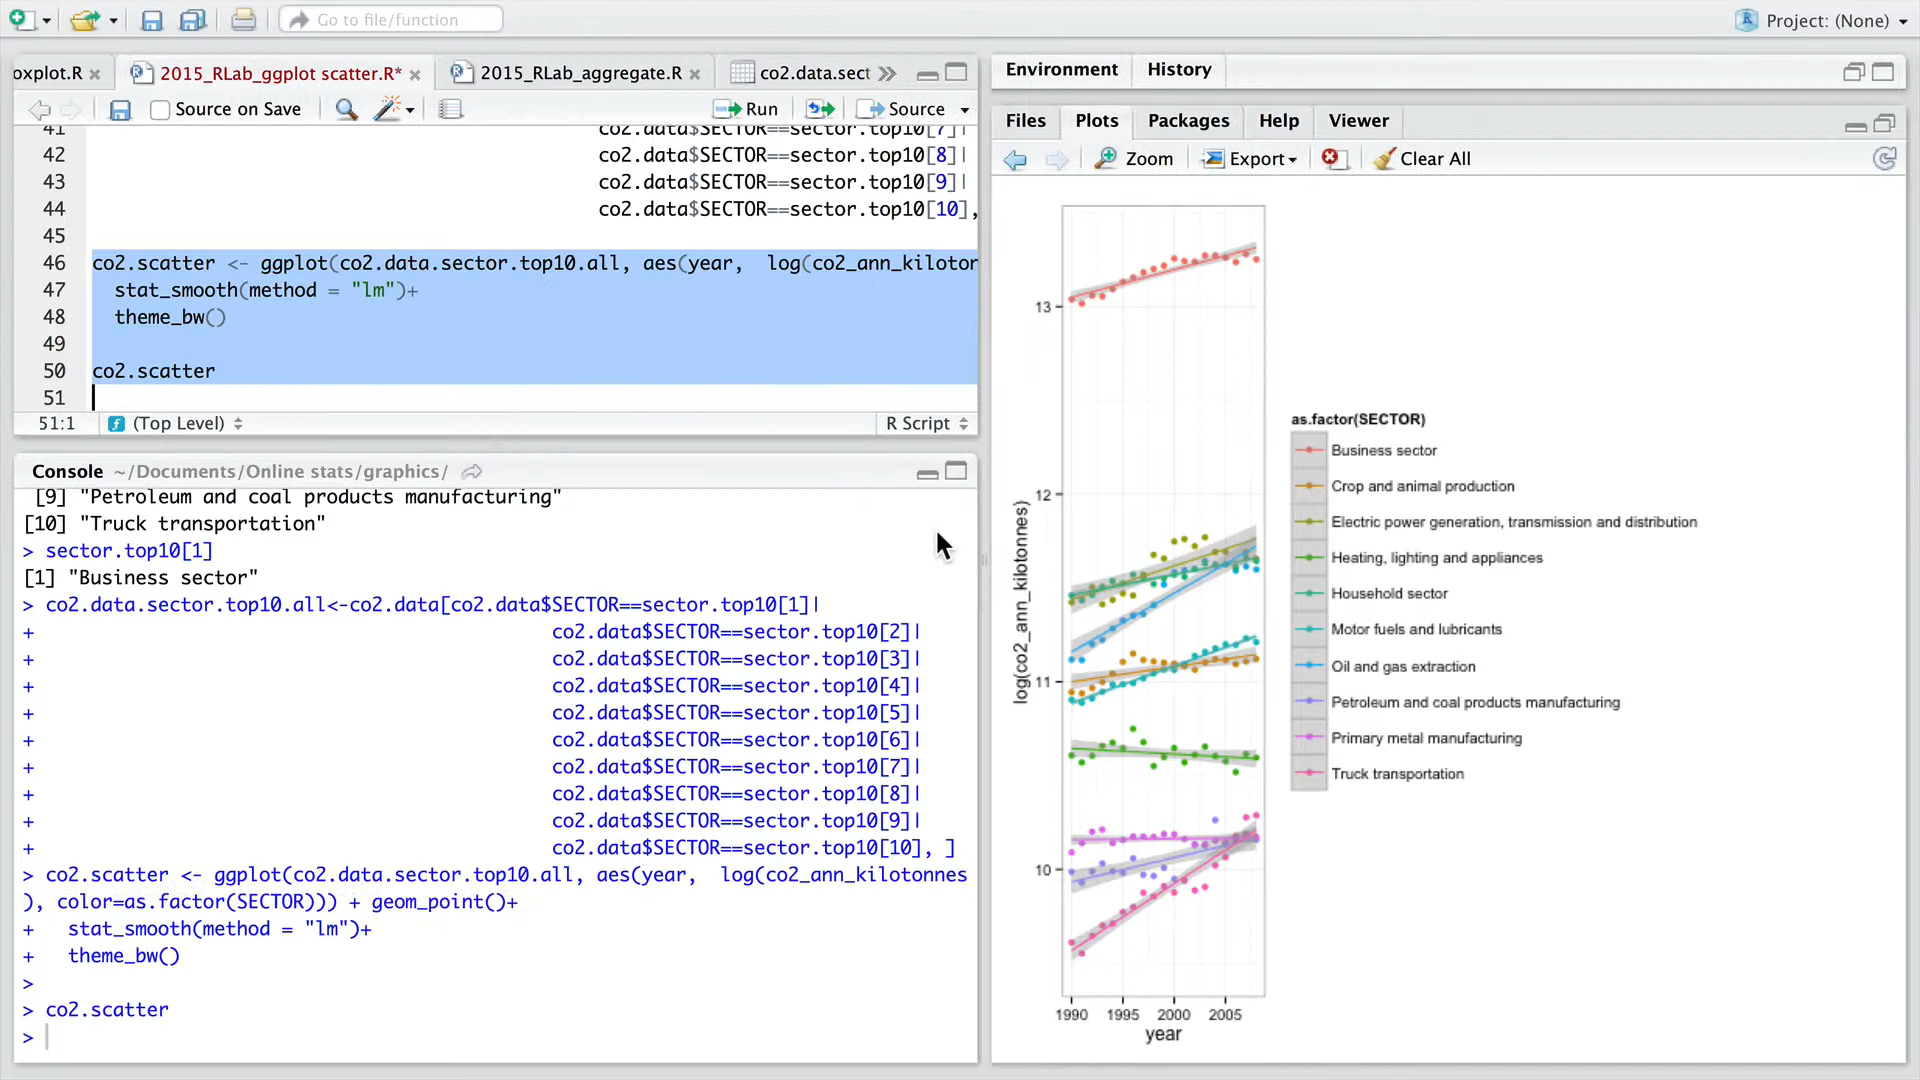 Go to file/function
Project: (None)
oxplot.R
2015_RLab_ggplot scatter.R*
2015_RLab_aggregate.R
co2.data.sect
Source on Save
Run
Source
41 co2.data$SECTOR==sector.top10[7]|
42 co2.data$SECTOR==sector.top10[8]|
43 co2.data$SECTOR==sector.top10[9]|
44 co2.data$SECTOR==sector.top10[10],
45
46 co2.scatter <- ggplot(co2.data.sector.top10.all, aes(year,  log(co2_ann_kiloton
47 stat_smooth(method = "lm")+
48 theme_bw()
49
50 co2.scatter
51
51:1
(Top Level)
R Script
Console ~/Documents/Online stats/graphics/
[9] "Petroleum and coal products manufacturing"
[10] "Truck transportation"
> sector.top10[1]
[1] "Business sector"
> co2.data.sector.top10.all<-co2.data[co2.data$SECTOR==sector.top10[1]|
+ co2.data$SECTOR==sector.top10[2]|
+ co2.data$SECTOR==sector.top10[3]|
+ co2.data$SECTOR==sector.top10[4]|
+ co2.data$SECTOR==sector.top10[5]|
+ co2.data$SECTOR==sector.top10[6]|
+ co2.data$SECTOR==sector.top10[7]|
+ co2.data$SECTOR==sector.top10[8]|
+ co2.data$SECTOR==sector.top10[9]|
+ co2.data$SECTOR==sector.top10[10], ]
> co2.scatter <- ggplot(co2.data.sector.top10.all, aes(year,  log(co2_ann_kilotonnes
), color=as.factor(SECTOR))) + geom_point()+
+ stat_smooth(method = "lm")+
+ theme_bw()
>
> co2.scatter
>
Environment
History
Files
Plots
Packages
Help
Viewer
Zoom
Export
Clear All
13
12
11
10
log(co2_ann_kilotonnes)
1990
1995
2000
2005
year
as.factor(SECTOR)
Business sector
Crop and animal production
Electric power generation, transmission and distribution
Heating, lighting and appliances
Household sector
Motor fuels and lubricants
Oil and gas extraction
Petroleum and coal products manufacturing
Primary metal manufacturing
Truck transportation